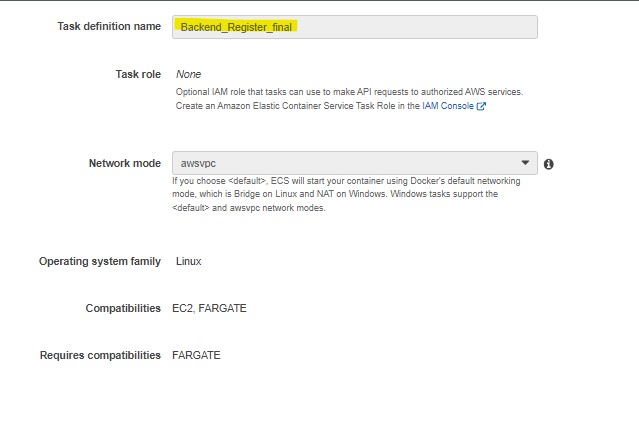 Task definition name Backend_Register_final
Task role None
Optional IAM role that tasks can use to make API requests to authorized AWS services.
Create an Amazon Elastic Container Service Task Role in the IAM Console
Network mode awsvpc
If you choose <default>, ECS will start your container using Docker's default networking
mode, which is Bridge on Linux and NAT on Windows. Windows tasks support the
<default> and awsvpc network modes.
Operating system family Linux
Compatibilities EC2, FARGATE
Requires compatibilities FARGATE